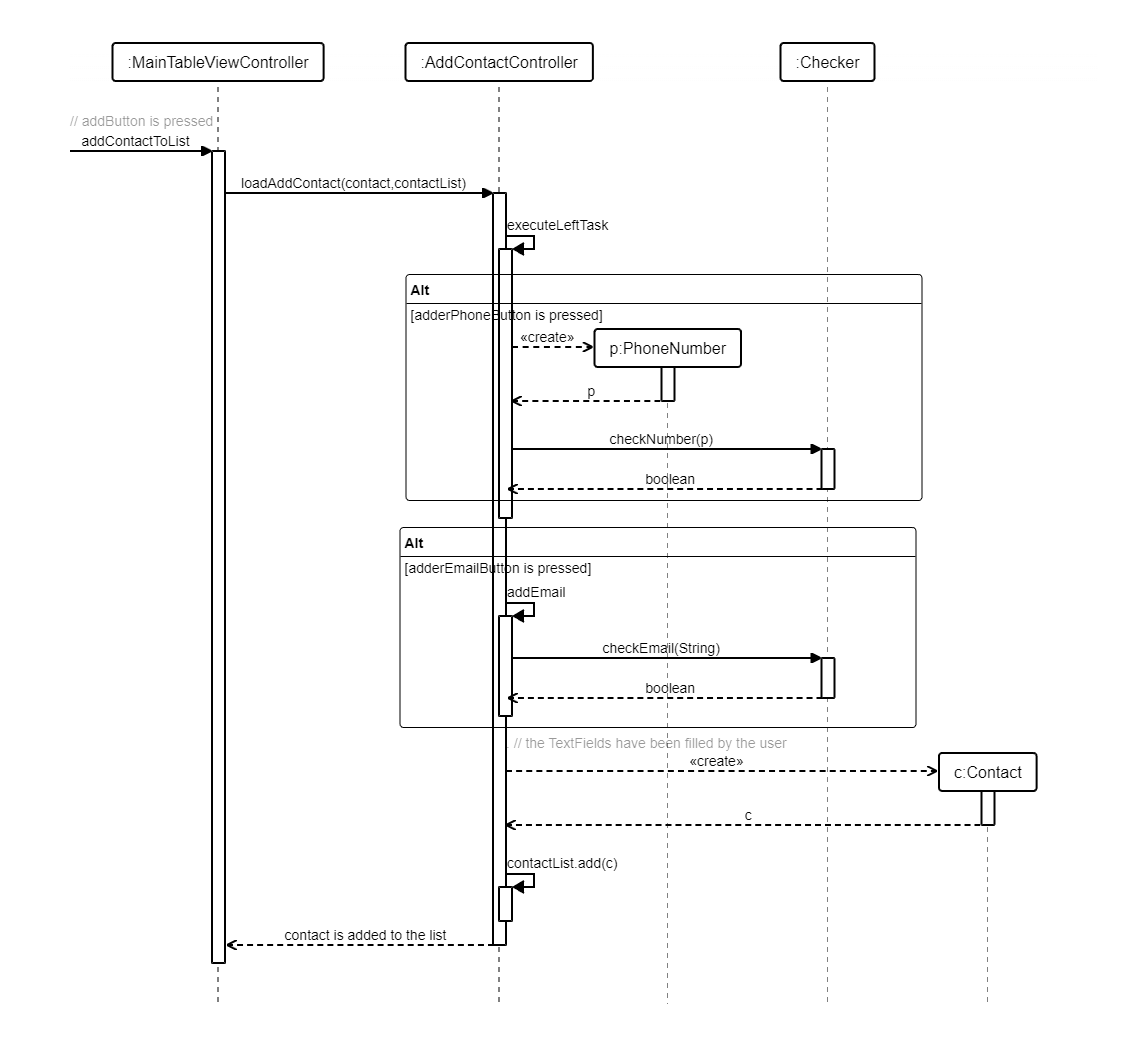 :MainTableViewController
:AddContactController
:Checker
// addButton is pressed
addContactToList
loadAddContact(contact,contactList)
executeLeftTask
Alt
[adderPhoneButton is pressed]
«create»
p:PhoneNumber
p
checkNumber(p)
boolean
Alt
[adderEmailButton is pressed]
addEmail
checkEmail(String)
boolean
// the TextFields have been filled by the user
«create»
c:Contact
c
contactList.add(c)
contact is added to the list